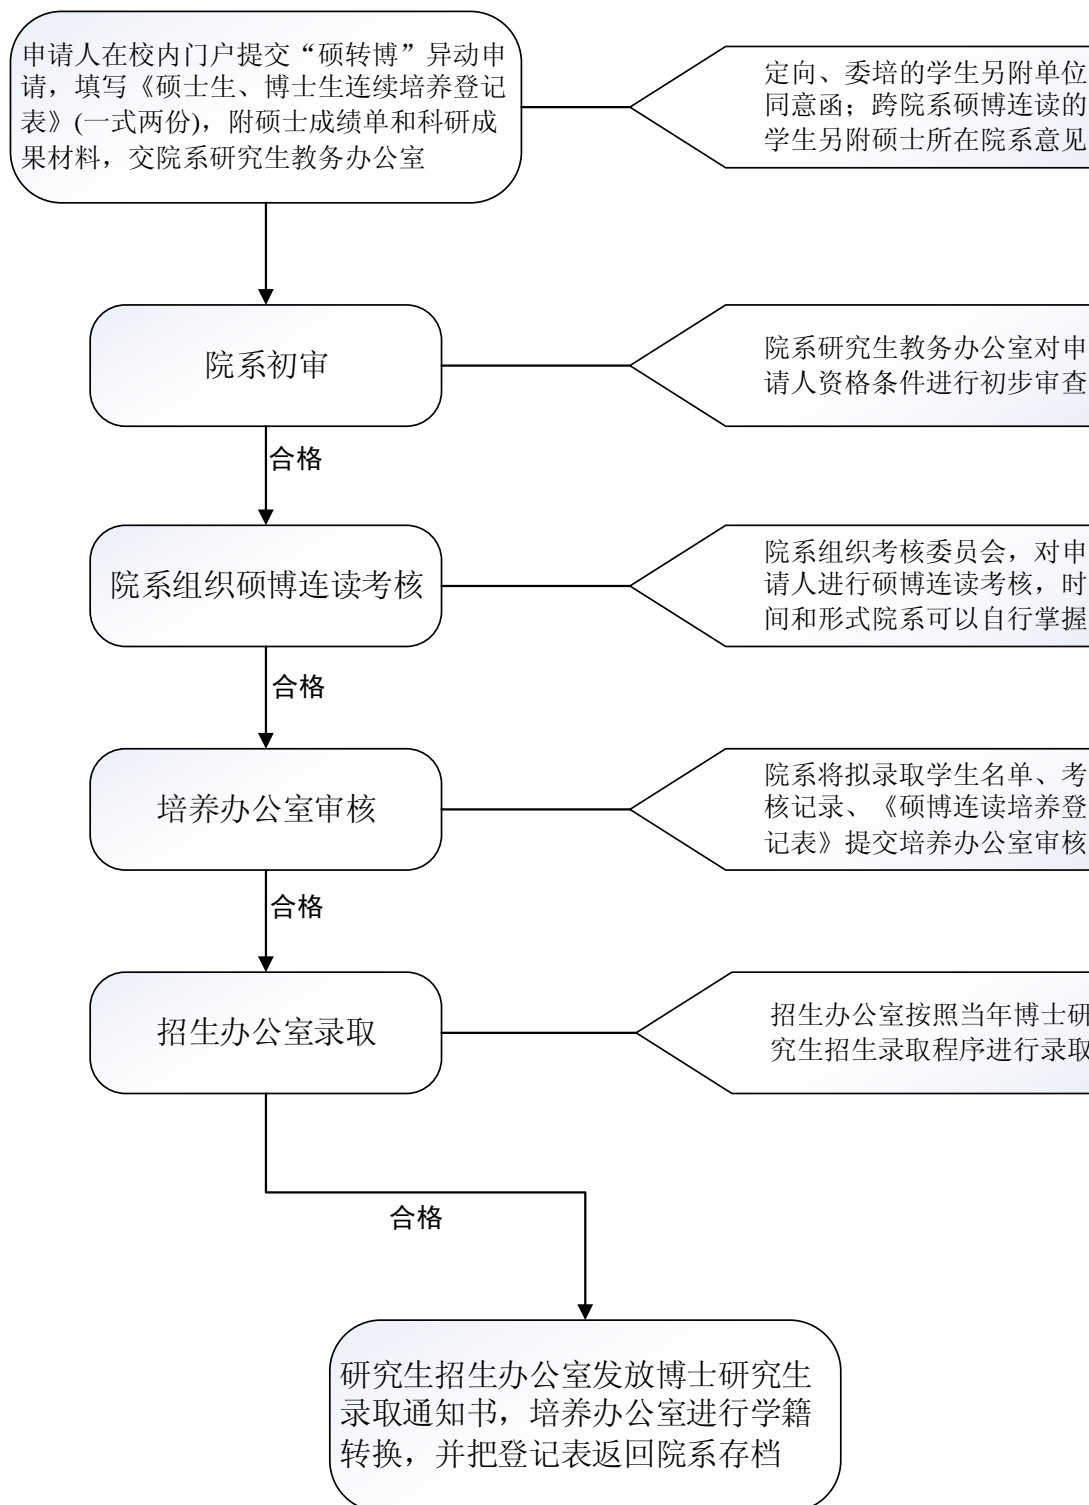 申请人在校内门户提交“硕转博”异动申
请，填写《硕士生、博士生连续培养登记
表》(一式两份)，附硕士成绩单和科研成
果材料，交院系研究生教务办公室
定向、委培的学生另附单位
同意函；跨院系硕博连读的
学生另附硕士所在院系意见
院系初审
院系研究生教务办公室对申
请人资格条件进行初步审查
合格
院系组织硕博连读考核
院系组织考核委员会，对申
请人进行硕博连读考核，时
间和形式院系可以自行掌握
合格
培养办公室审核
院系将拟录取学生名单、考
核记录、《硕博连读培养登
记表》提交培养办公室审核
合格
招生办公室录取
招生办公室按照当年博士研
究生招生录取程序进行录取
合格
研究生招生办公室发放博士研究生
录取通知书，培养办公室进行学籍
转换，并把登记表返回院系存档